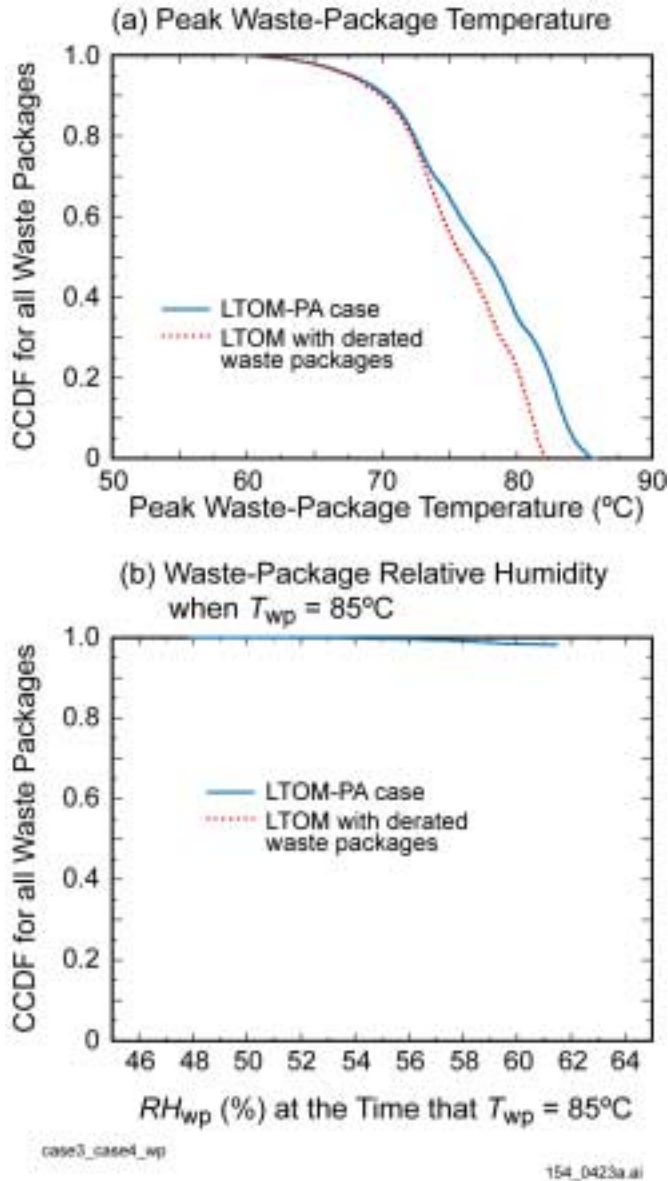 (a) Peak Waste-Package Temperature
CCDF for all Waste Packages
1.0
0.8
0.6
0.4
0.2
0
LTOM-PA case
LTOM with derated
waste packages
50 60 70 80 90
Peak Waste-Package Temperature (ºC)
(b) Waste-Package Relative Humidity
when Twp = 85ºC
CCDF for all Waste Packages
1.0
0.8
0.6
0.4
0.2
0
LTOM-PA case
LTOM with derated
waste packages
46 48 50 52 54 56 58 60 62 64
RHwp (%) at the Time that Twp = 85ºC
case3_case4_wp
154_0423a.ai